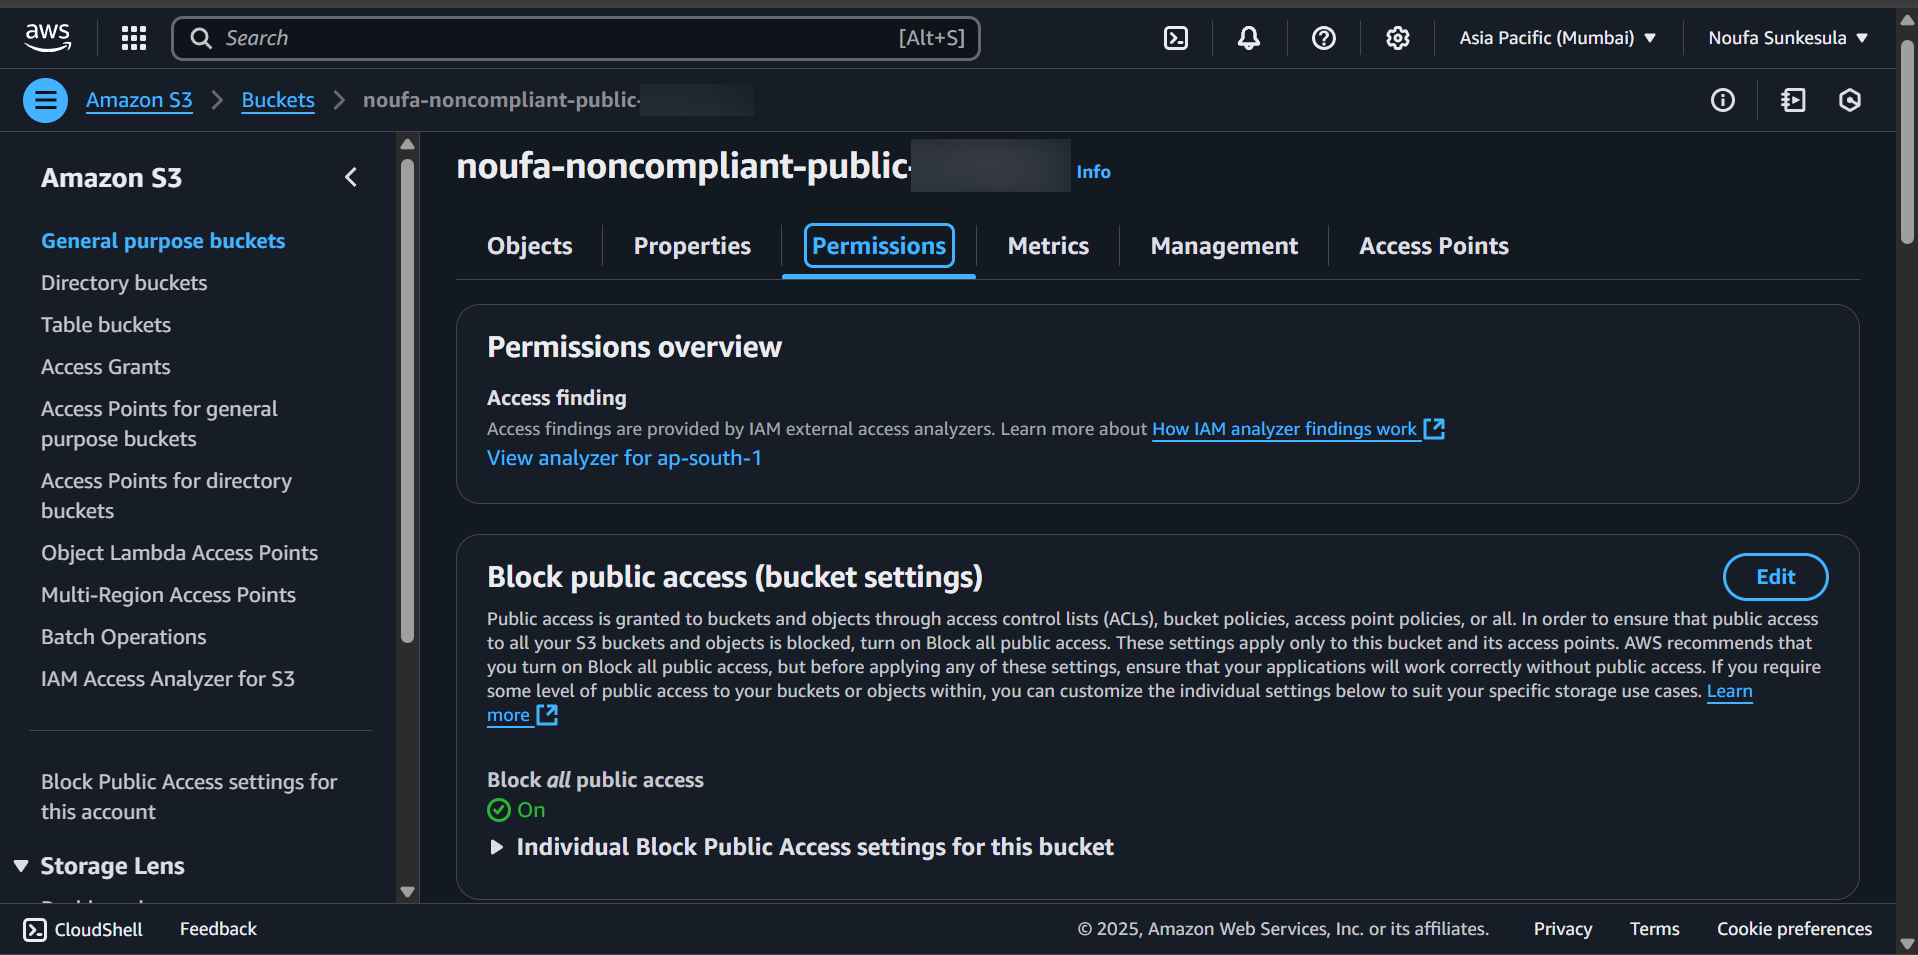 aws
Search [Alt+S]
Asia Pacific (Mumbai)
Noufa Sunkesula
Amazon S3
Buckets
noufa-noncompliant-public-
Amazon S3
General purpose buckets
Directory buckets
Table buckets
Access Grants
Access Points for general
purpose buckets
Access Points for directory
buckets
Object Lambda Access Points
Multi-Region Access Points
Batch Operations
IAM Access Analyzer for S3
Block Public Access settings for
this account
Storage Lens
noufa-noncompliant-public-
Info
Objects
Properties
Permissions
Metrics
Management
Access Points
Permissions overview
Access finding
Access findings are provided by IAM external access analyzers. Learn more about How IAM analyzer findings work
View analyzer for ap-south-1
Block public access (bucket settings)
Edit
Public access is granted to buckets and objects through access control lists (ACLs), bucket policies, access point policies, or all. In order to ensure that public access
to all your S3 buckets and objects is blocked, turn on Block all public access. These settings apply only to this bucket and its access points. AWS recommends that
you turn on Block all public access, but before applying any of these settings, ensure that your applications will work correctly without public access. If you require
some level of public access to your buckets or objects within, you can customize the individual settings below to suit your specific storage use cases. Learn
more
Block all public access
On
Individual Block Public Access settings for this bucket
CloudShell
Feedback
© 2025, Amazon Web Services, Inc. or its affiliates.
Privacy
Terms
Cookie preferences